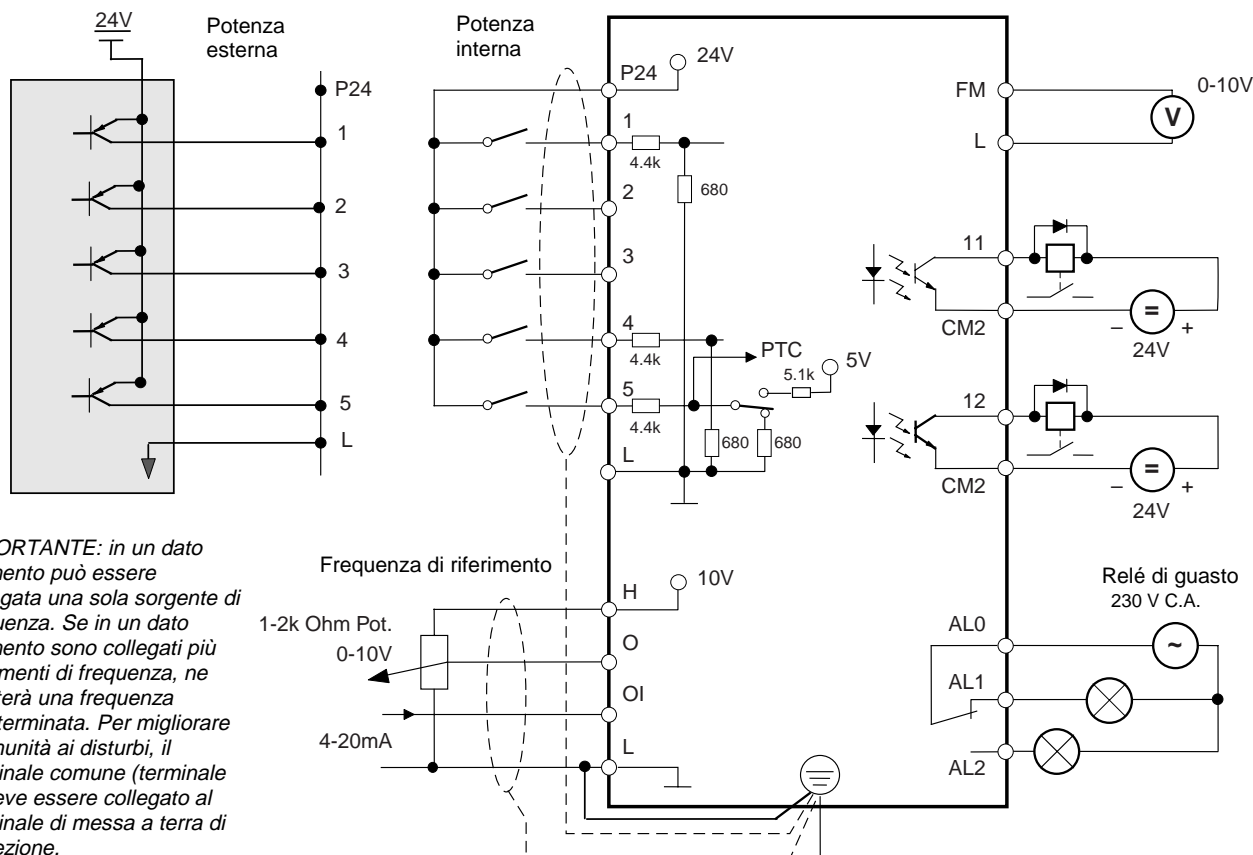 24V
Potenza
esterna
P24
1
2
3
4
5
L
Potenza
interna
P24
24V
1
4.4k
680
2
3
4
4.4k
PTC
5V
5.1k
5
4.4k
680
680
L
FM
0-10V
V
L
11
CM2
=
– +
24V
12
CM2
=
– +
24V
ORTANTE: in un dato
mento può essere
gata una sola sorgente di
uenza. Se in un dato
mento sono collegati più
menti di frequenza, ne
terà una frequenza
terminata. Per migliorare
munità ai disturbi, il
inale comune (terminale
eve essere collegato al
inale di messa a terra di
ezione.
Frequenza di riferimento
H
10V
1-2k Ohm Pot.
0-10V
O
OI
4-20mA
L
Relé di guasto
230 V C.A.
AL0
~
AL1
AL2